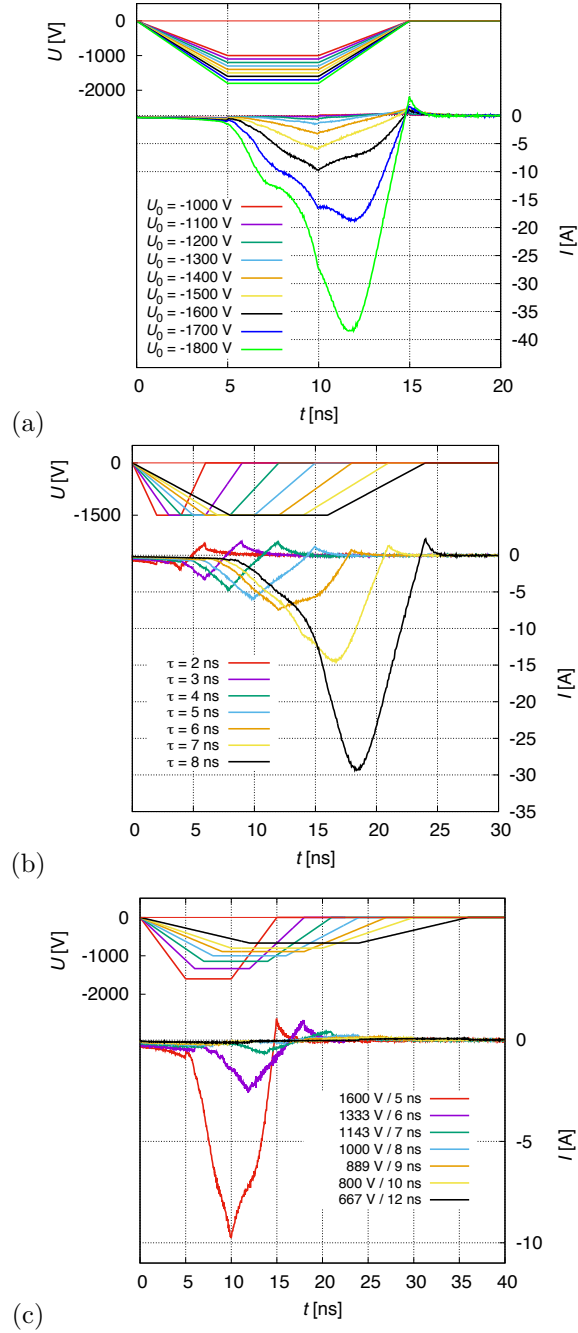 0
-1000
-2000
U [V]
0
-5
-10
-15
-20
-25
-30
-35
-40
I [A]
U0 = -1000 V
U0 = -1100 V
U0 = -1200 V
U0 = -1300 V
U0 = -1400 V
U0 = -1500 V
U0 = -1600 V
U0 = -1700 V
U0 = -1800 V
0 5 10 15 20
t [ns]
(a)
0
-1500
U [V]
0
-5
-10
-15
-20
-25
-30
-35
I [A]
τ = 2 ns
τ = 3 ns
τ = 4 ns
τ = 5 ns
τ = 6 ns
τ = 7 ns
τ = 8 ns
0 5 10 15 20 25 30
t [ns]
(b)
0
-1000
-2000
U [V]
0
-5
-10
I [A]
1600 V / 5 ns
1333 V / 6 ns
1143 V / 7 ns
1000 V / 8 ns
889 V / 9 ns
800 V / 10 ns
667 V / 12 ns
0 5 10 15 20 25 30 35 40
t [ns]
(c)